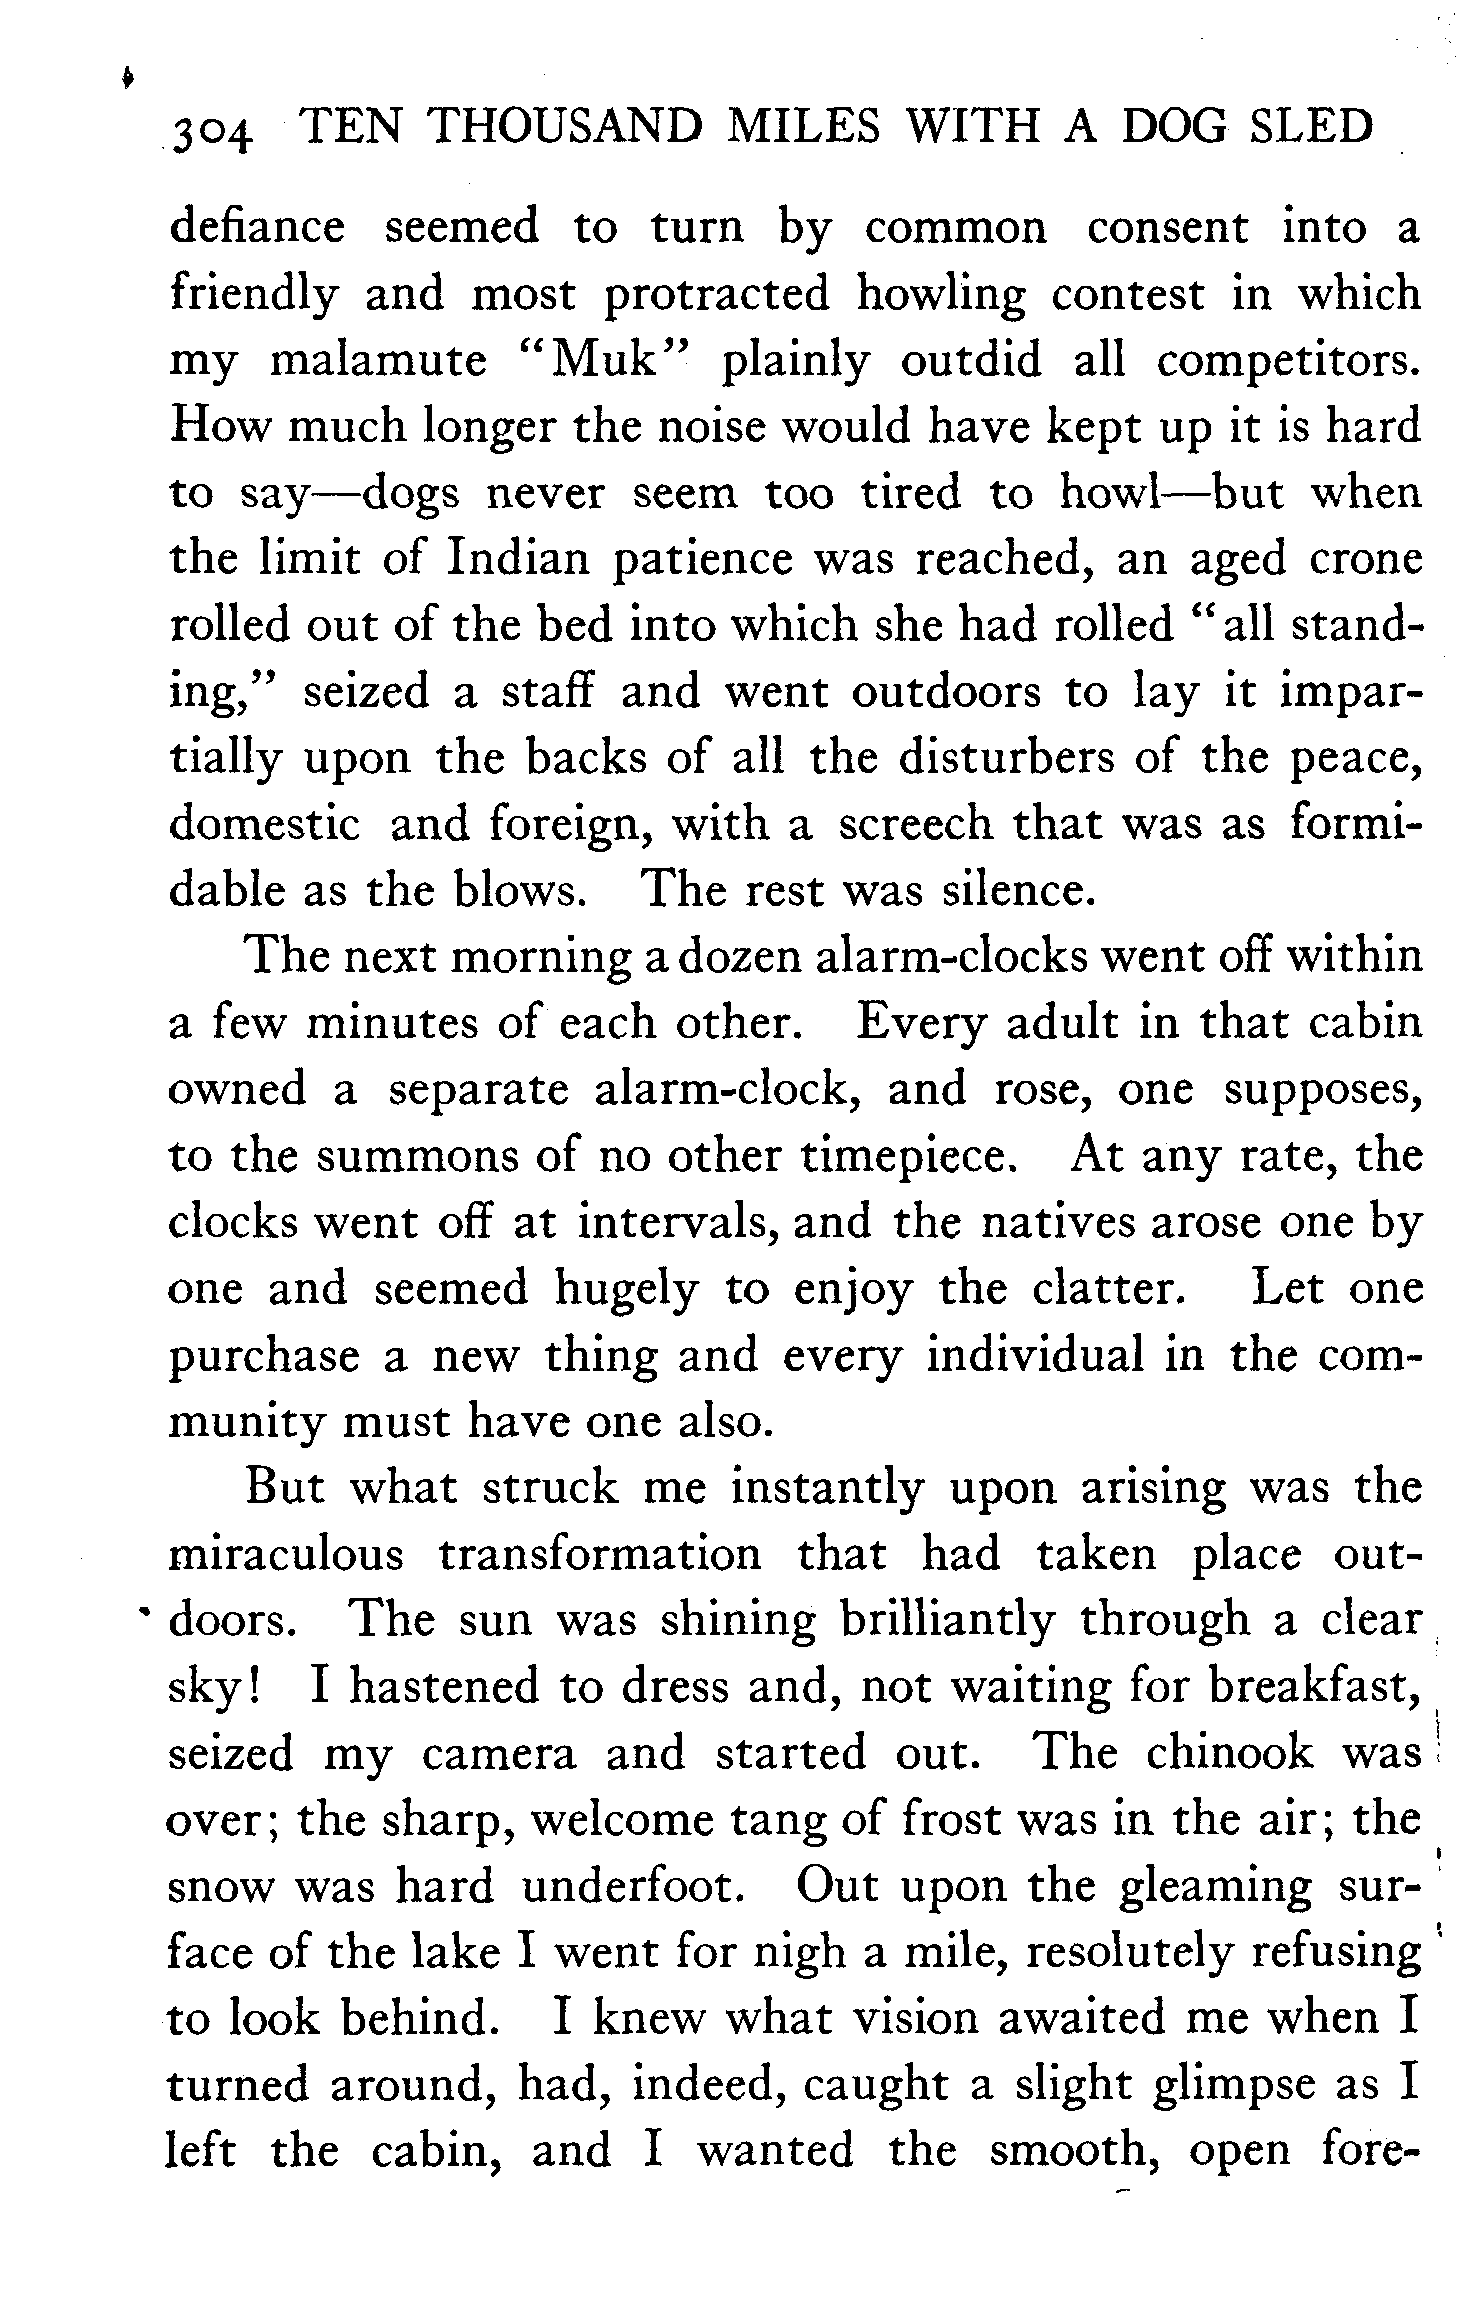 304 TEN THOUSAND MILES WITH A DOG SLED
defiance seemed to turn by common consent into a
friendly and most protracted howling contest in which
my malamute “Muk” plainly outdid all competitors.
How much longer the noise would have kept up it is hard
to say—dogs never seem too tired to howl—but when
the limit of Indian patience was reached, an aged crone
rolled out of the bed into which she had rolled “all stand-
ing,” seized a staff and went outdoors to lay it impar-
tially upon the backs of all the disturbers of the peace,
domestic and foreign, with a screech that was as formi-
dable as the blows. The rest was silence.
The next morning a dozen alarm-clocks went off within
a few minutes of each other. Every adult in that cabin
owned a separate alarm-clock, and rose, one supposes,
to the summons of no other timepiece. At any rate, the
clocks went off at intervals, and the natives arose one by
one and seemed hugely to enjoy the clatter. Let one
purchase a new thing and every individual in the com-
munity must have one also.
But what struck me instantly upon arising was the
miraculous transformation that had taken place out-
doors. The sun was shining brilliantly through a clear
sky! I hastened to dress and, not waiting for breakfast,
seized my camera and started out. The chinook was
over; the sharp, welcome tang of frost was in the air; the
snow was hard underfoot. Out upon the gleaming sur-
face of the lake I went for nigh a mile, resolutely refusing
to look behind. I knew what vision awaited me when I
turned around, had, indeed, caught a slight glimpse as I
left the cabin, and I wanted the smooth, open fore-